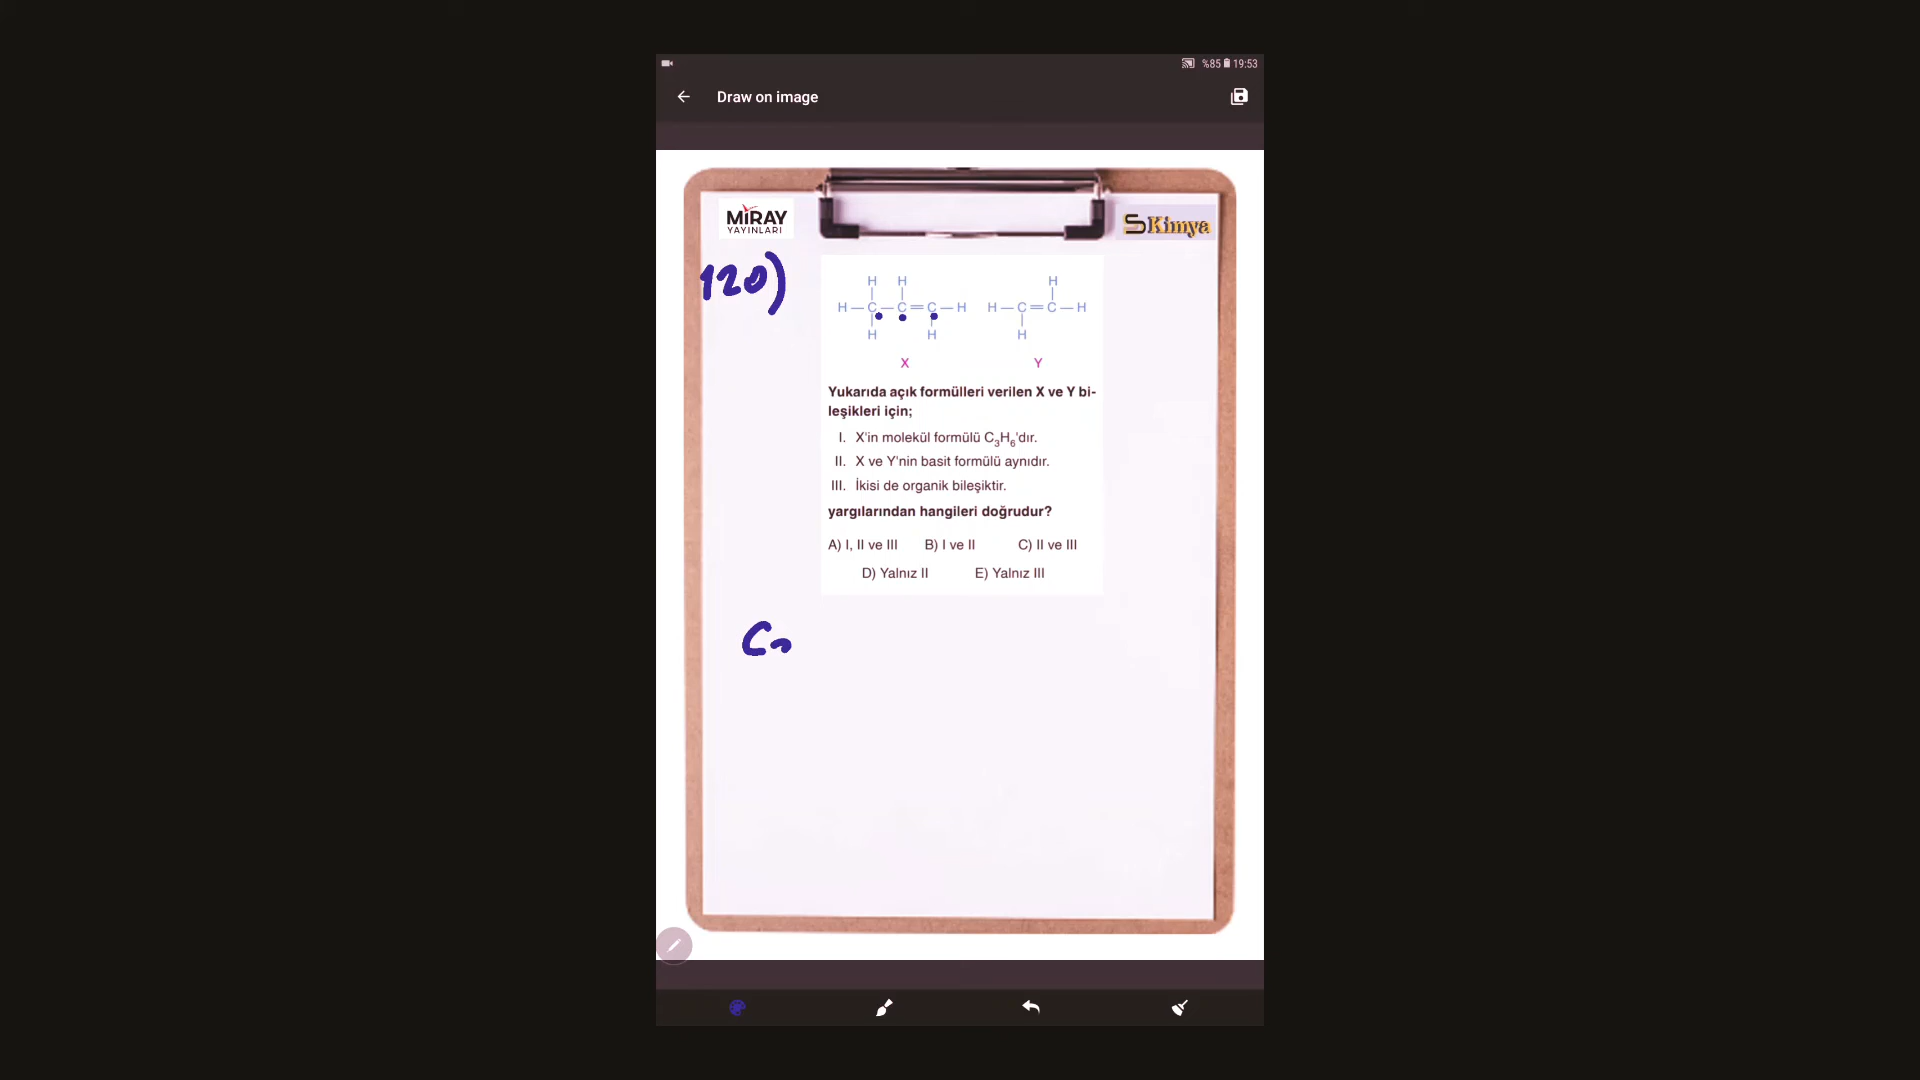 %85 19:53
Draw on image
MİRAY
YAYINLARI
SKimya
120)
H H H
H — C — C = C — H H — C = C — H
H H H
X Y
Yukarıda açık formülleri verilen X ve Y bi-
leşikleri için;
I. X'in molekül formülü C3H6'dır.
II. X ve Y'nin basit formülü aynıdır.
III. İkisi de organik bileşiktir.
yargılarından hangileri doğrudur?
A) I, II ve III B) I ve II C) II ve III
D) Yalnız II E) Yalnız III
C